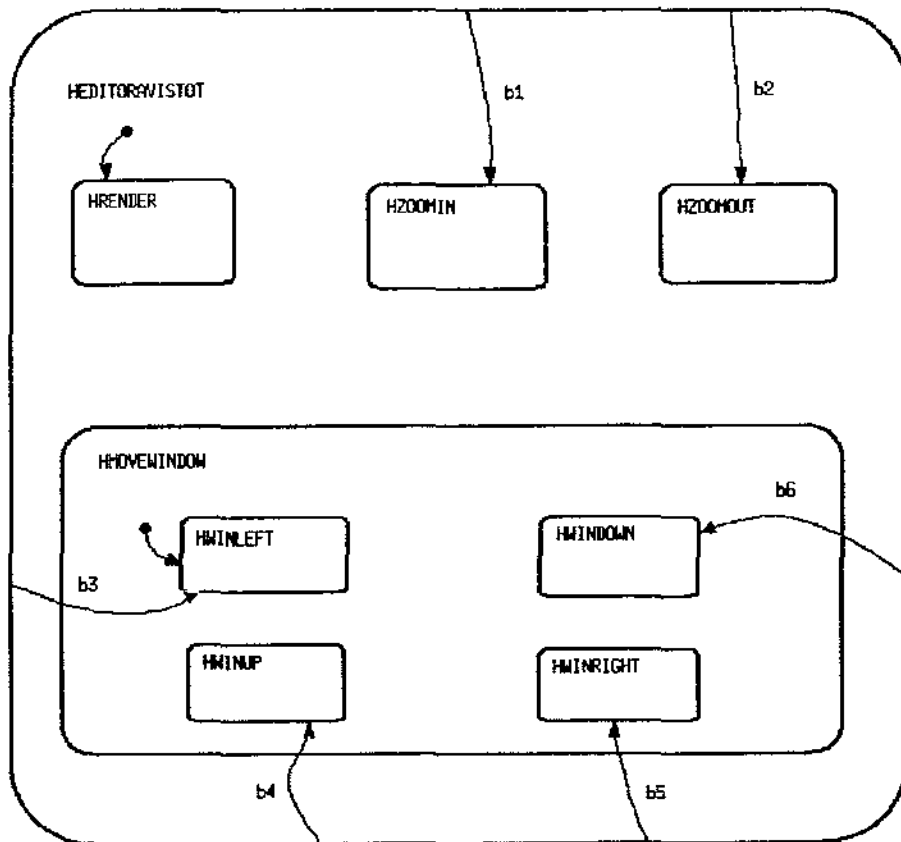 b1
b2
HEDITORAVISTOT
HRENDER
HZOOMIN
HZOOMOUT
HMOVEWINDOW
b6
HWINLEFT
HWINDOWN
b3
HWINUP
HWINRIGHT
b4
b5